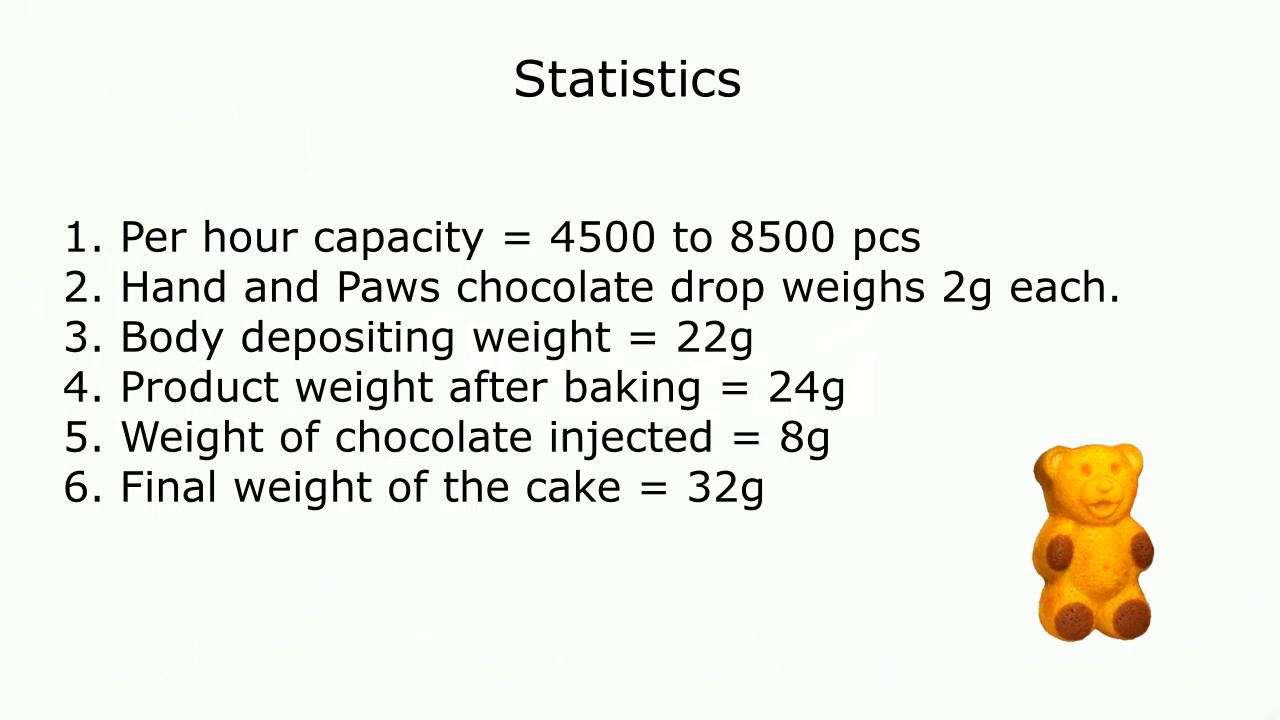 Statistics
1. Per hour capacity = 4500 to 8500 pcs
2. Hand and Paws chocolate drop weighs 2g each.
3. Body depositing weight = 22g
4. Product weight after baking = 24g
5. Weight of chocolate injected = 8g
6. Final weight of the cake = 32g